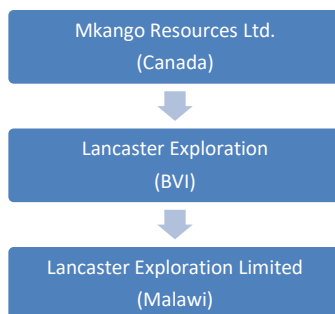 Mkango Resources Ltd.
(Canada)
Lancaster Exploration
(BVI)
Lancaster Exploration Limited
(Malawi)